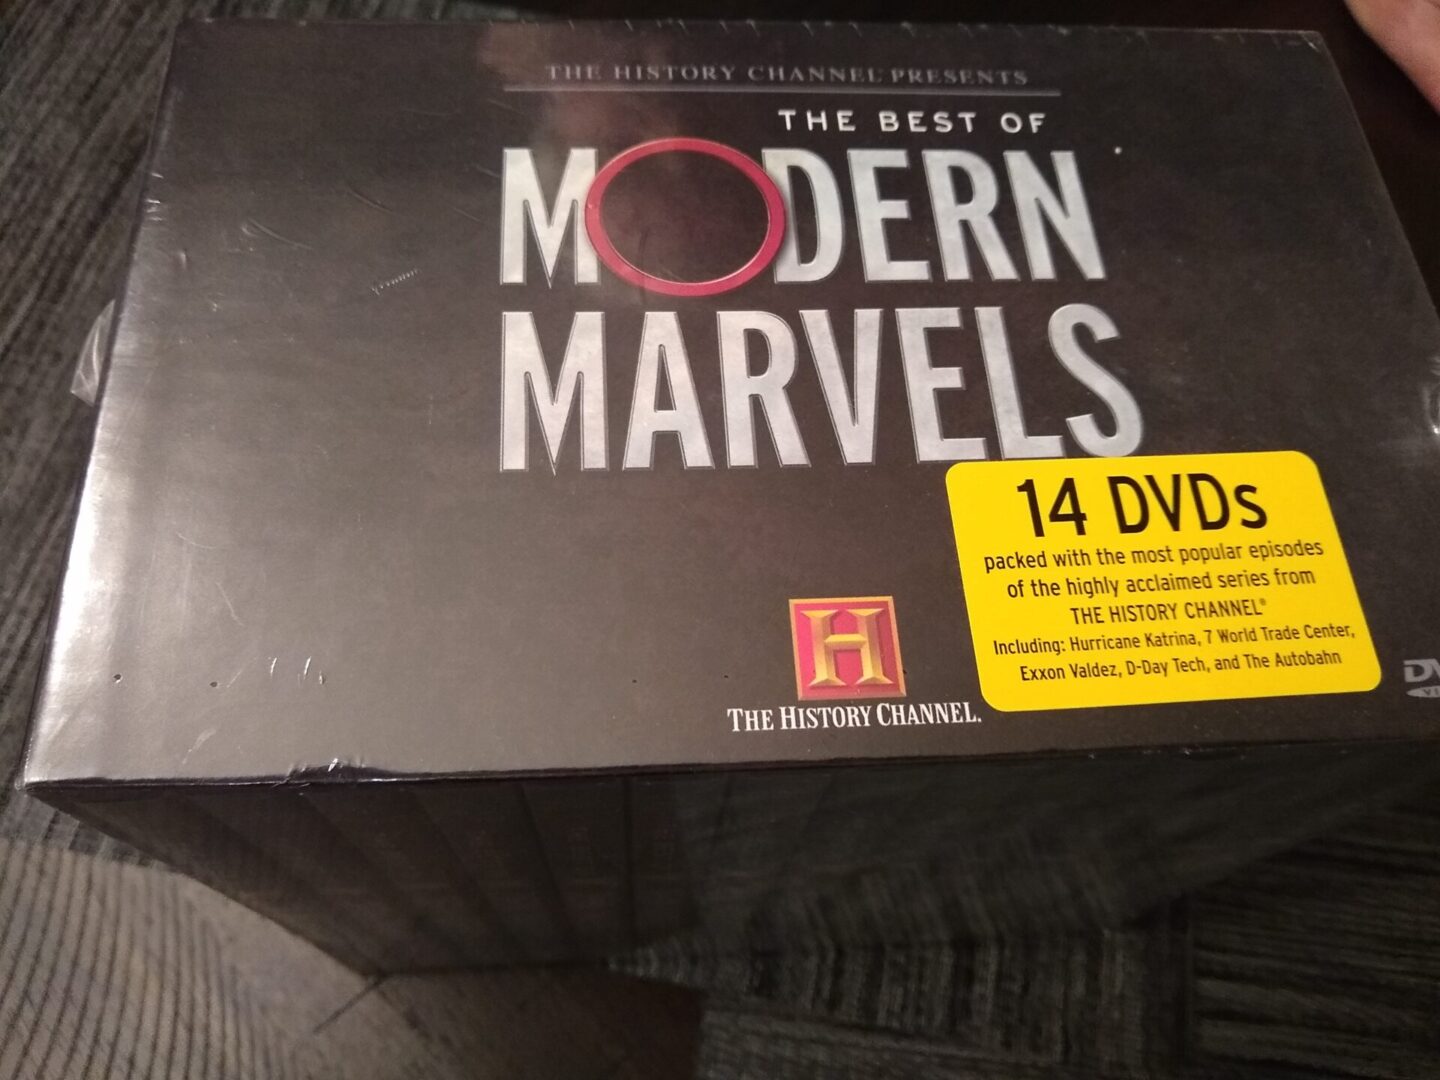 THE HISTORY CHANNEL PRESENTS
THE BEST OF
MODERN
MARVELS
14 DVDs
packed with the most popular episodes
of the highly acclaimed series from
THE HISTORY CHANNEL®
Including: Hurricane Katrina, 7 World Trade Center,
Exxon Valdez, D-Day Tech, and The Autobahn
H
THE HISTORY CHANNEL.